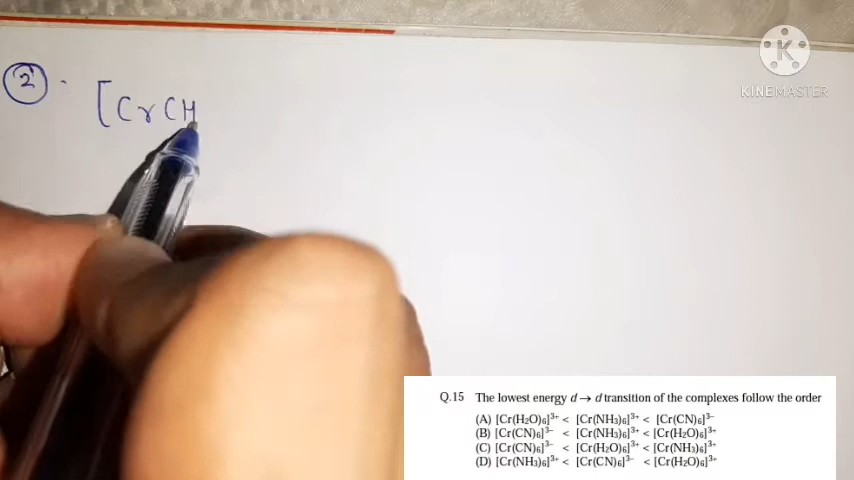 ② . [Cr CH
KINEMASTER
Q.15 The lowest energy d → d transition of the complexes follow the order
(A) [Cr(H₂O)₆]³⁺ < [Cr(NH₃)₆]³⁺ < [Cr(CN)₆]³⁻
(B) [Cr(CN)₆]³⁻ < [Cr(NH₃)₆]³⁺ < [Cr(H₂O)₆]³⁺
(C) [Cr(CN)₆]³⁻ < [Cr(H₂O)₆]³⁺ < [Cr(NH₃)₆]³⁺
(D) [Cr(NH₃)₆]³⁺ < [Cr(CN)₆]³⁻ < [Cr(H₂O)₆]³⁺